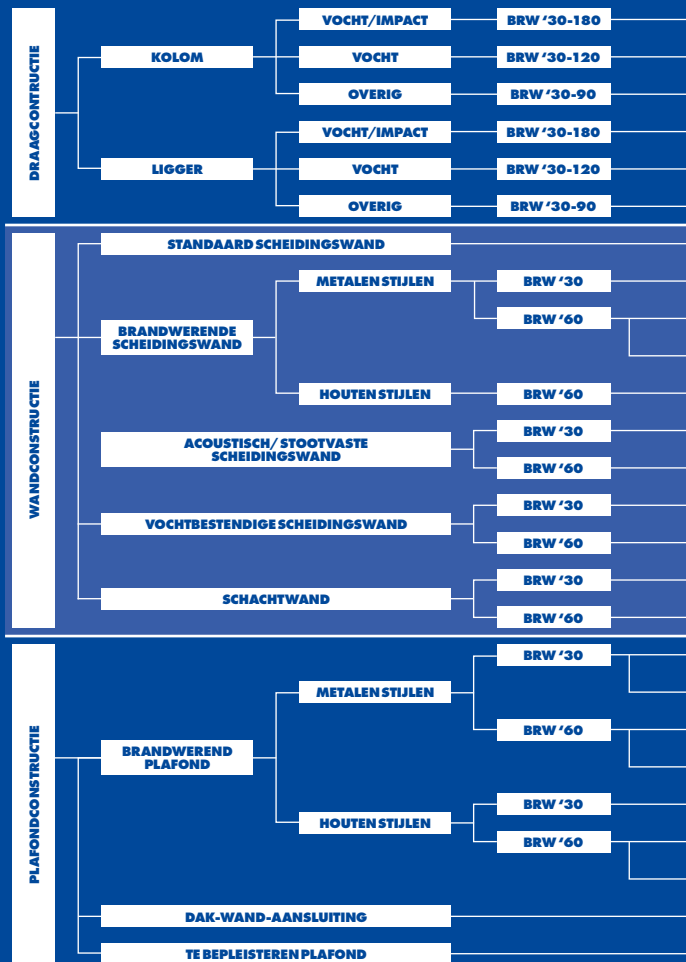 DRAAGCONTRUCTIE
KOLOM
VOCHT/IMPACT
BRW ‘30-180
VOCHT
BRW ‘30-120
OVERIG
BRW ‘30-90
LIGGER
VOCHT/IMPACT
BRW ‘30-180
VOCHT
BRW ‘30-120
OVERIG
BRW ‘30-90
WANDCONSTRUCTIE
STANDAARD SCHEIDINGSWAND
BRANDWERENDE
SCHEIDINGSWAND
METALEN STIJLEN
BRW ‘30
BRW ‘60
HOUTEN STIJLEN
BRW ‘60
ACOUSTISCH/ STOOTVASTE
SCHEIDINGSWAND
BRW ‘30
BRW ‘60
VOCHTBESTENDIGE SCHEIDINGSWAND
BRW ‘30
BRW ‘60
SCHACHTWAND
BRW ‘30
BRW ‘60
PLAFONDCONSTRUCTIE
BRANDWEREND
PLAFOND
METALEN STIJLEN
BRW ‘30
BRW ‘60
HOUTEN STIJLEN
BRW ‘30
BRW ‘60
DAK-WAND-AANSLUITING
TE BEPLEISTEREN PLAFOND